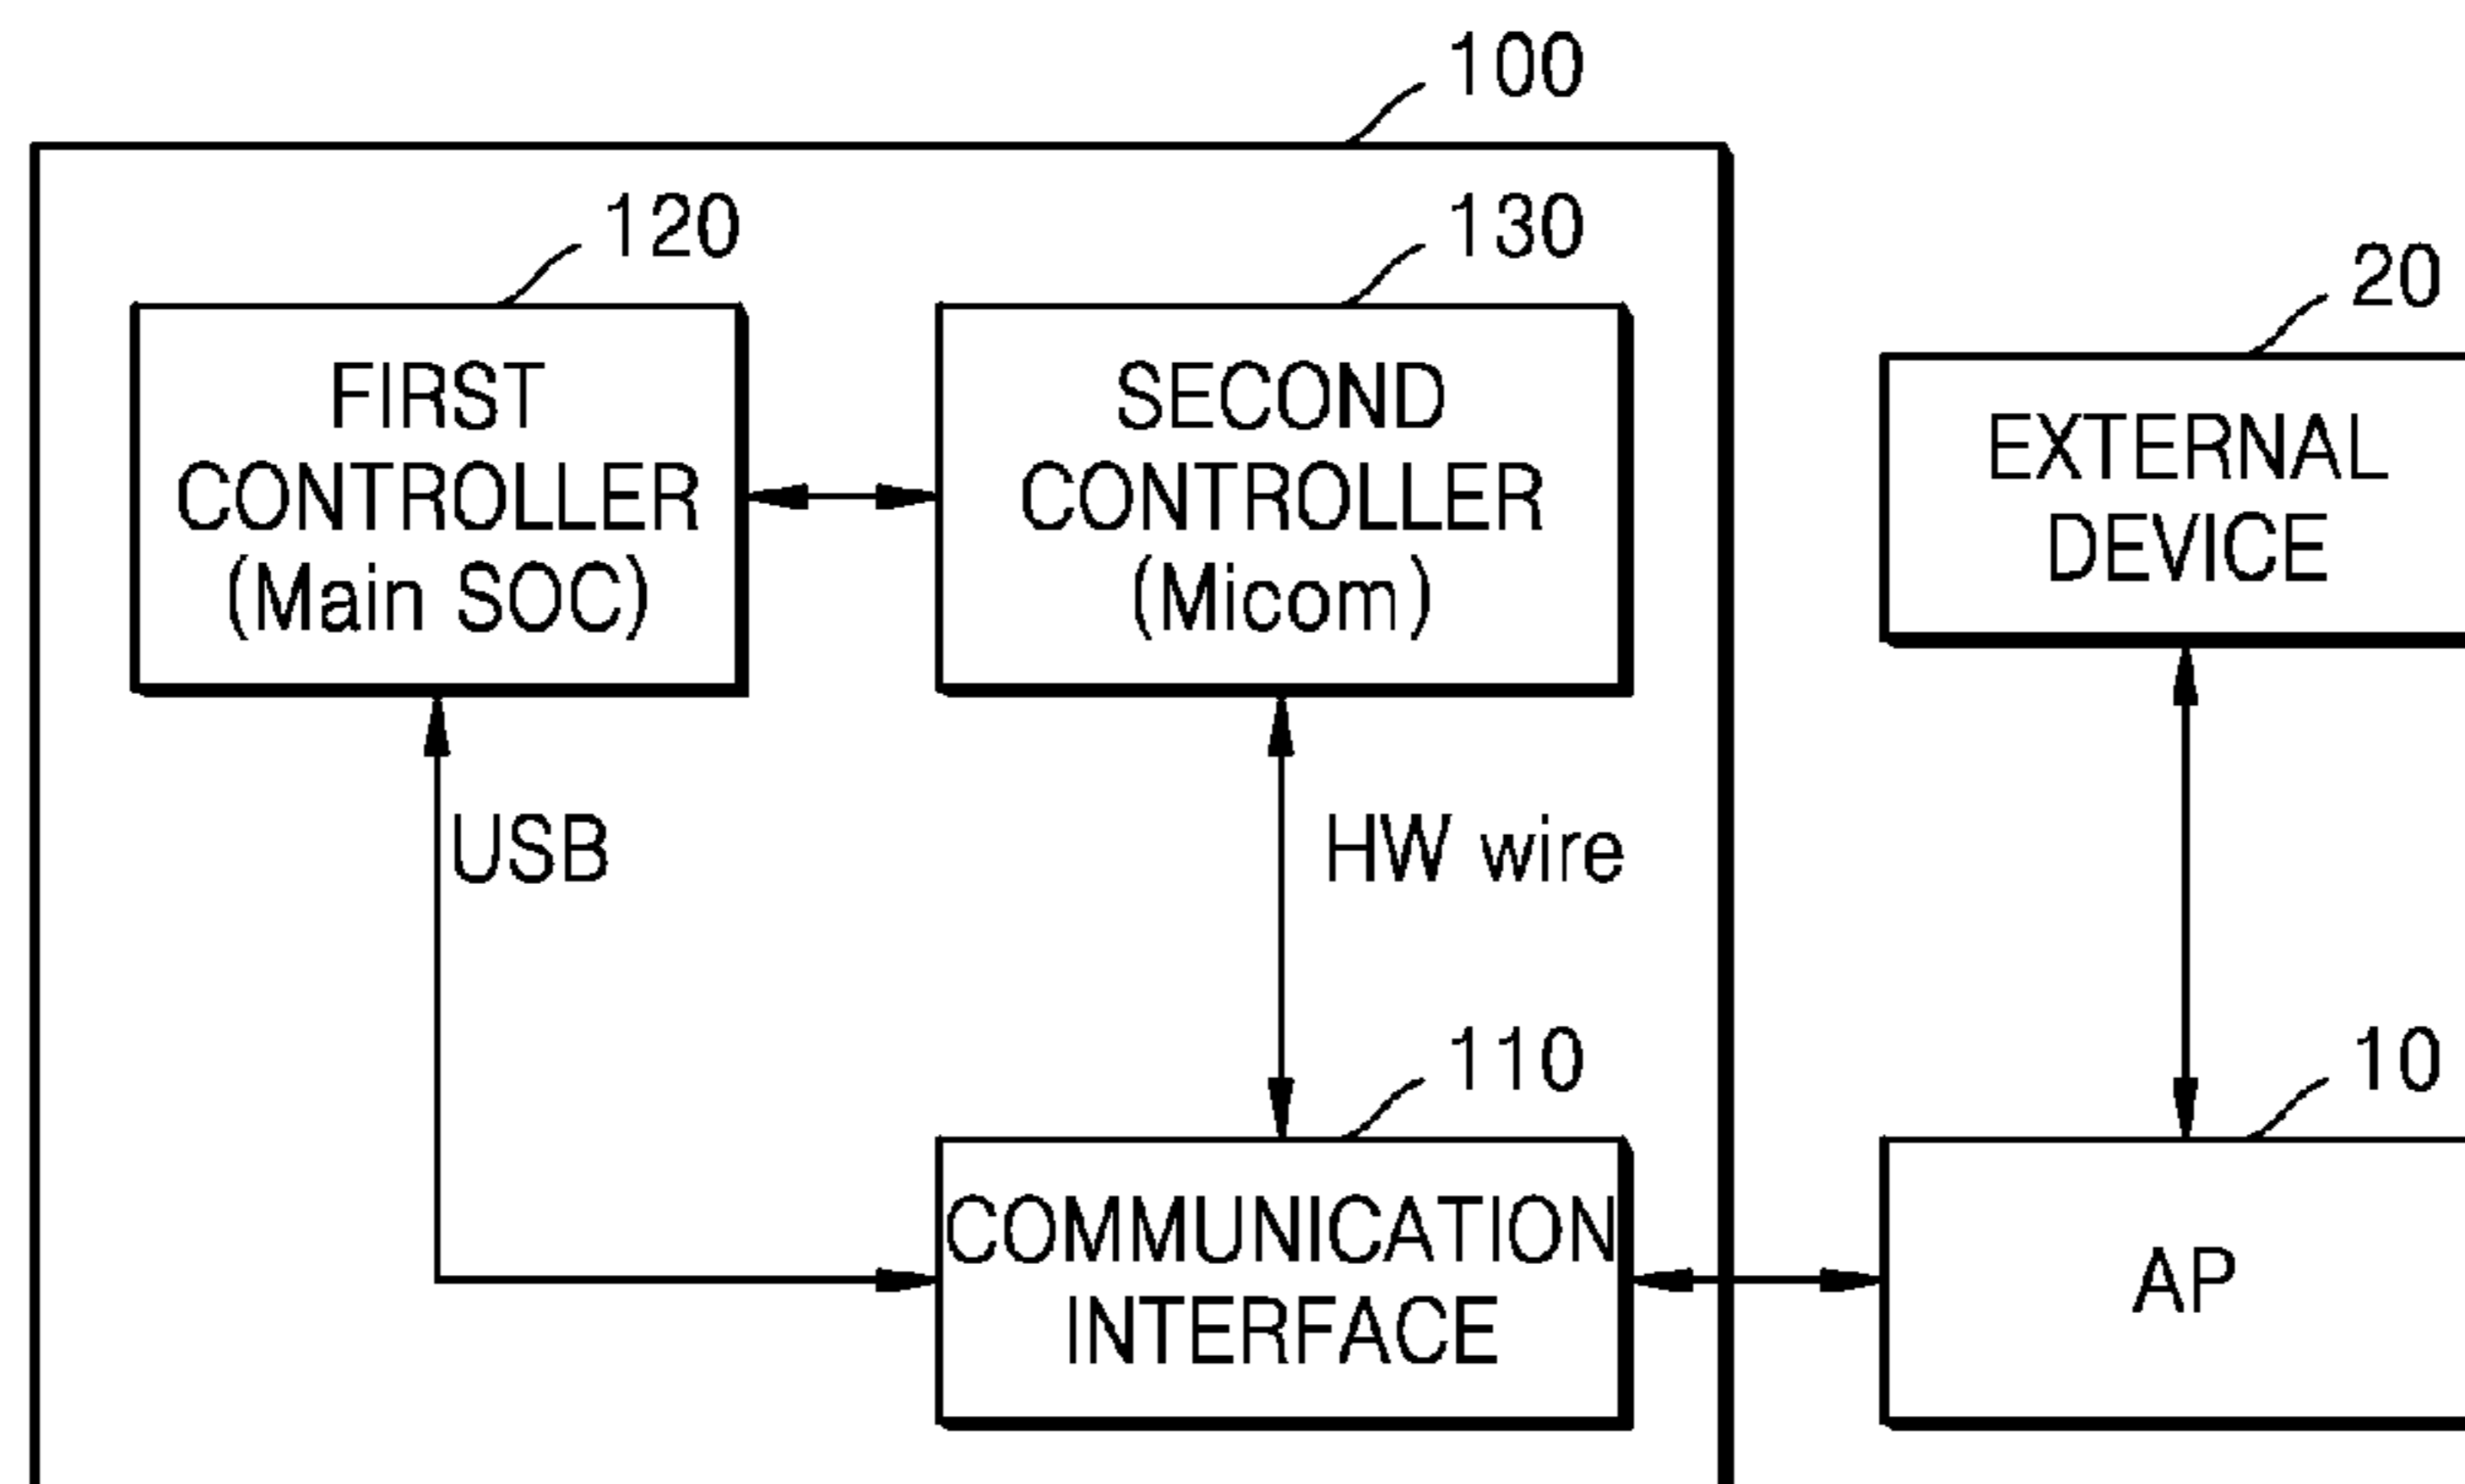 100
120
130
20
FIRST
CONTROLLER
(Main SOC)
SECOND
CONTROLLER
(Micom)
EXTERNAL
DEVICE
USB
HW wire
110
10
COMMUNICATION
INTERFACE
AP